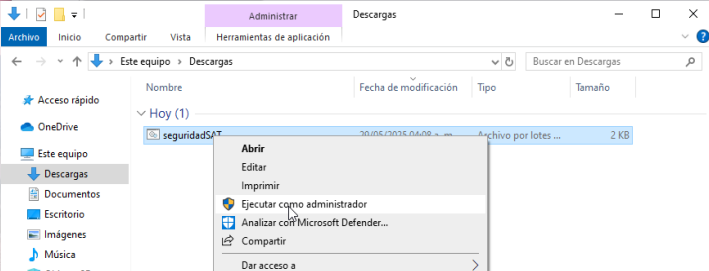 Administrar
Descargas
Archivo
Inicio
Compartir
Vista
Herramientas de aplicación
Este equipo
Descargas
Buscar en Descargas
Nombre
Fecha de modificación
Tipo
Tamaño
Acceso rápido
OneDrive
Este equipo
Descargas
Documentos
Escritorio
Imágenes
Música
Hoy (1)
seguridadSAT
29/05/2025 04:08 a. m.
Archivo por lotes ...
2 KB
Abrir
Editar
Imprimir
Ejecutar como administrador
Analizar con Microsoft Defender...
Compartir
Dar acceso a